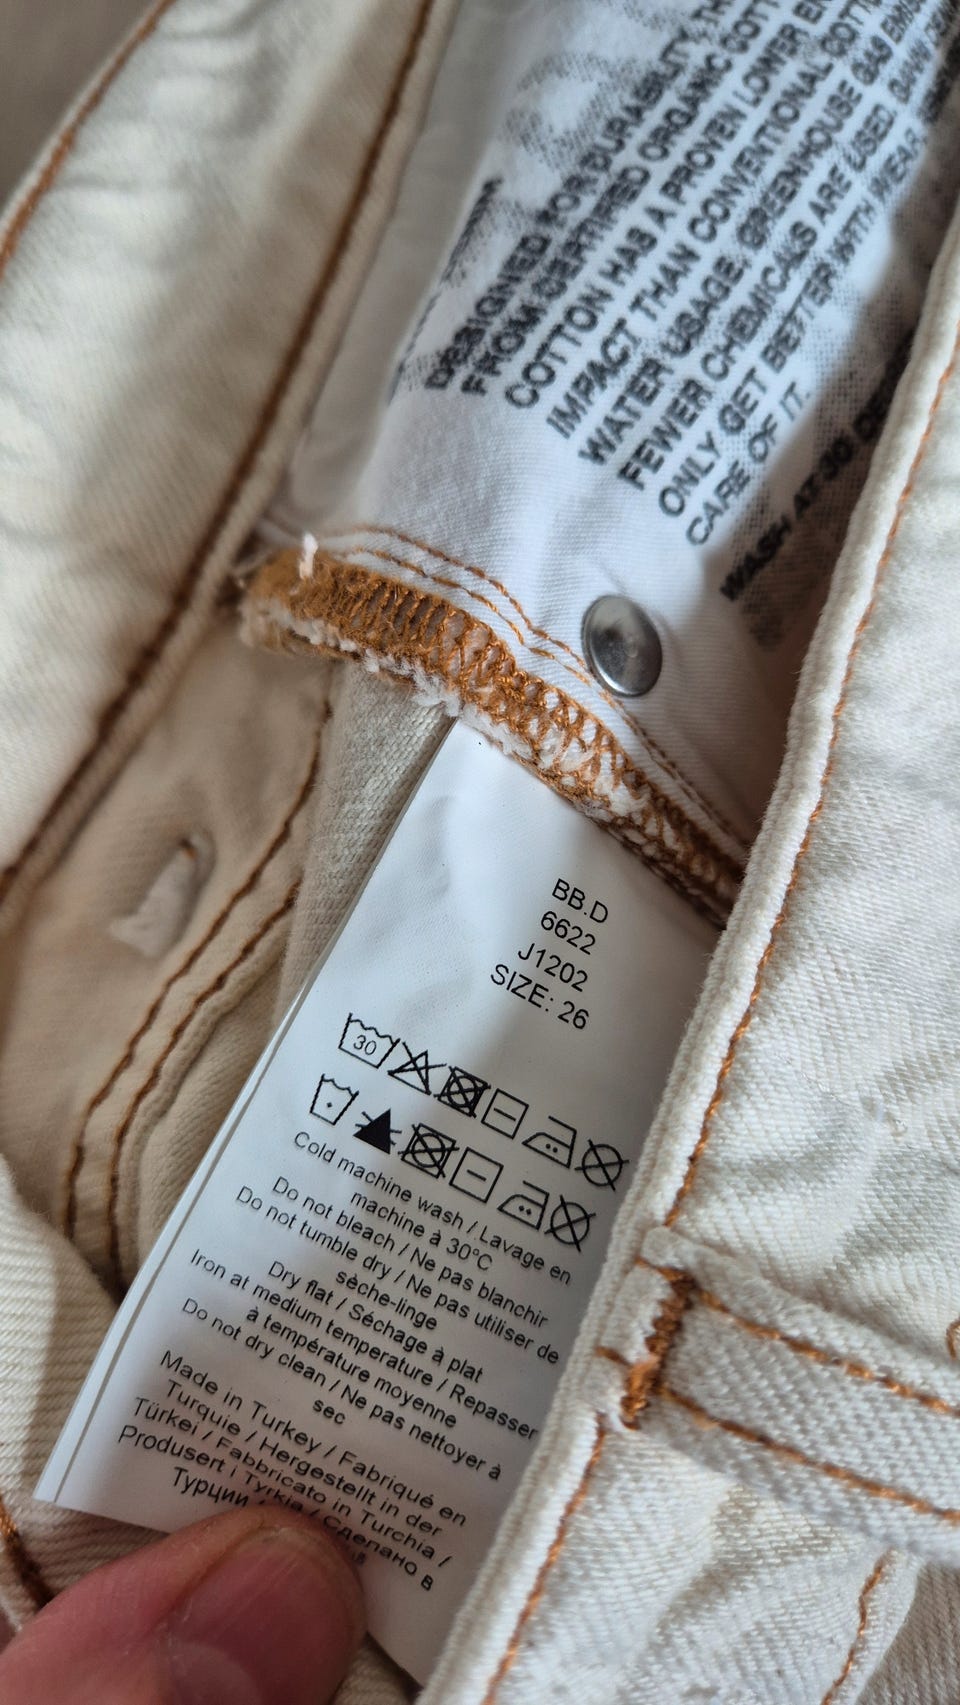 DESIGNED FOR DURABILITY, TH
FROM CERTIFIED ORGANIC COTT
COTTON HAS A PROVEN LOWER EN
IMPACT THAN CONVENTIONAL COTT
WATER USAGE, GREENHOUSE GAS EMISS
FEWER CHEMICALS ARE USED. DAWN
ONLY GET BETTER WITH WEAR.
CARE OF IT.
WASH AT 30 DE
BB.D
6622
J1202
SIZE: 26
30
Cold machine wash / Lavage en
machine à 30°C
Do not bleach / Ne pas blanchir
Do not tumble dry / Ne pas utiliser de
sèche-linge
Dry flat / Séchage à plat
Iron at medium temperature / Repasser
à température moyenne
Do not dry clean / Ne pas nettoyer à
sec
Made in Turkey / Fabriqué en
Turquie / Hergestellt in der
Türkei / Fabbricato in Turchia /
Produsert i Tyrkia / Сделано в
Турции /